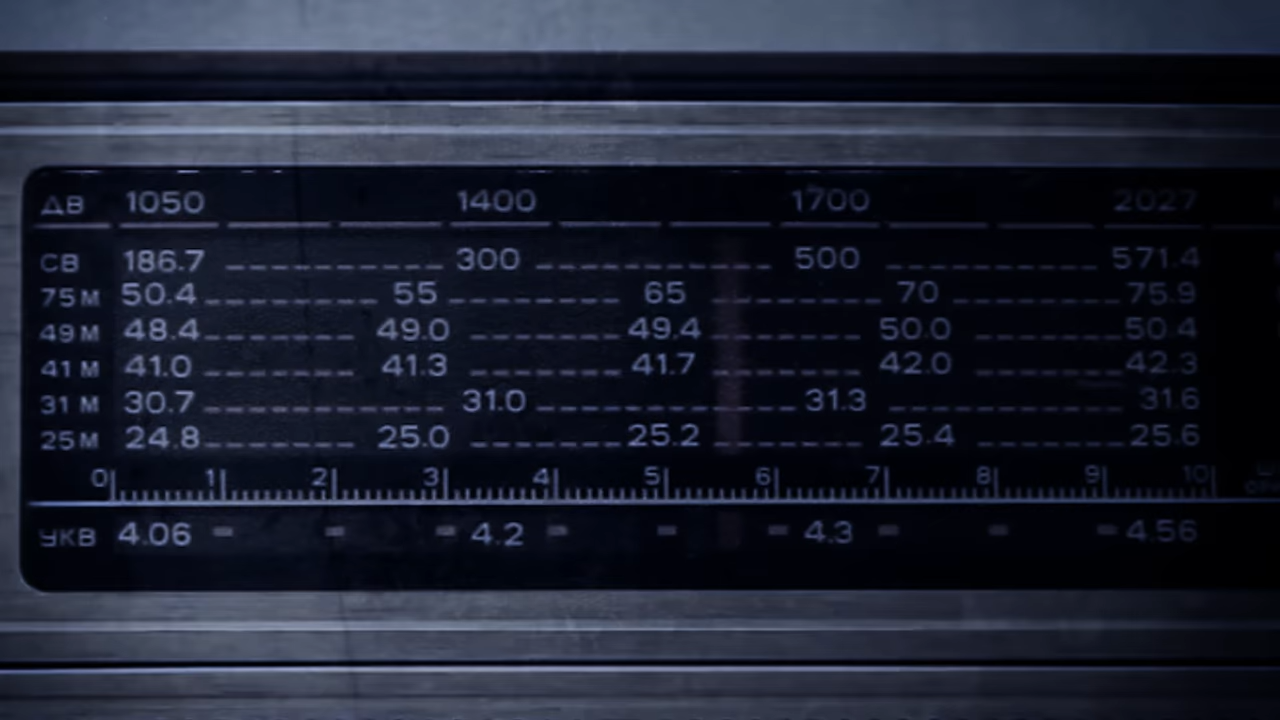 ДВ 1050 1400 1700 2027
СВ 186.7 300 500 571.4
75 М 50.4 55 65 70 75.9
49 М 48.4 49.0 49.4 50.0 50.4
41 М 41.0 41.3 41.7 42.0 42.3
31 М 30.7 31.0 31.3 31.6
25 М 24.8 25.0 25.2 25.4 25.6
0 1 2 3 4 5 6 7 8 9 10
УКВ 4.06 4.2 4.3 4.56